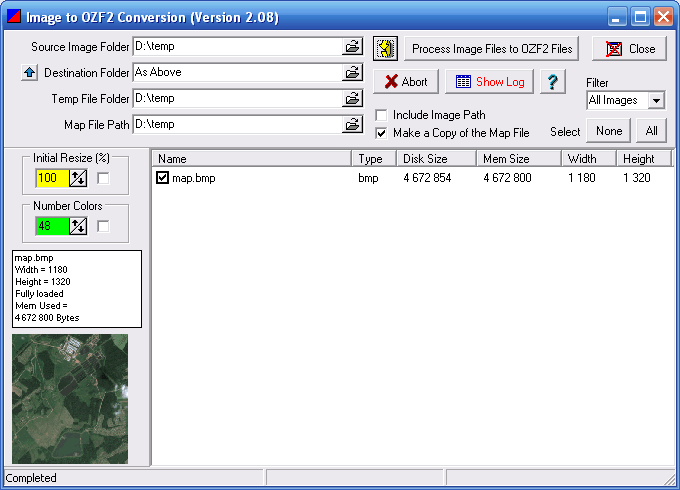 Image to OZF2 Conversion (Version 2.08)
Source Image Folder D:\temp
Process Image Files to OZF2 Files
Close
Destination Folder As Above
Abort
Show Log
?
Filter
Temp File Folder D:\temp
All Images
Include Image Path
Map File Path D:\temp
Make a Copy of the Map File
Select
None
All
Initial Resize (%)
100
Number Colors
48
Name Type Disk Size Mem Size Width Height
map.bmp bmp 4 672 854 4 672 800 1 180 1 320
map.bmp
Width = 1180
Height = 1320
Fully loaded
Mem Used =
4 672 800 Bytes
Completed